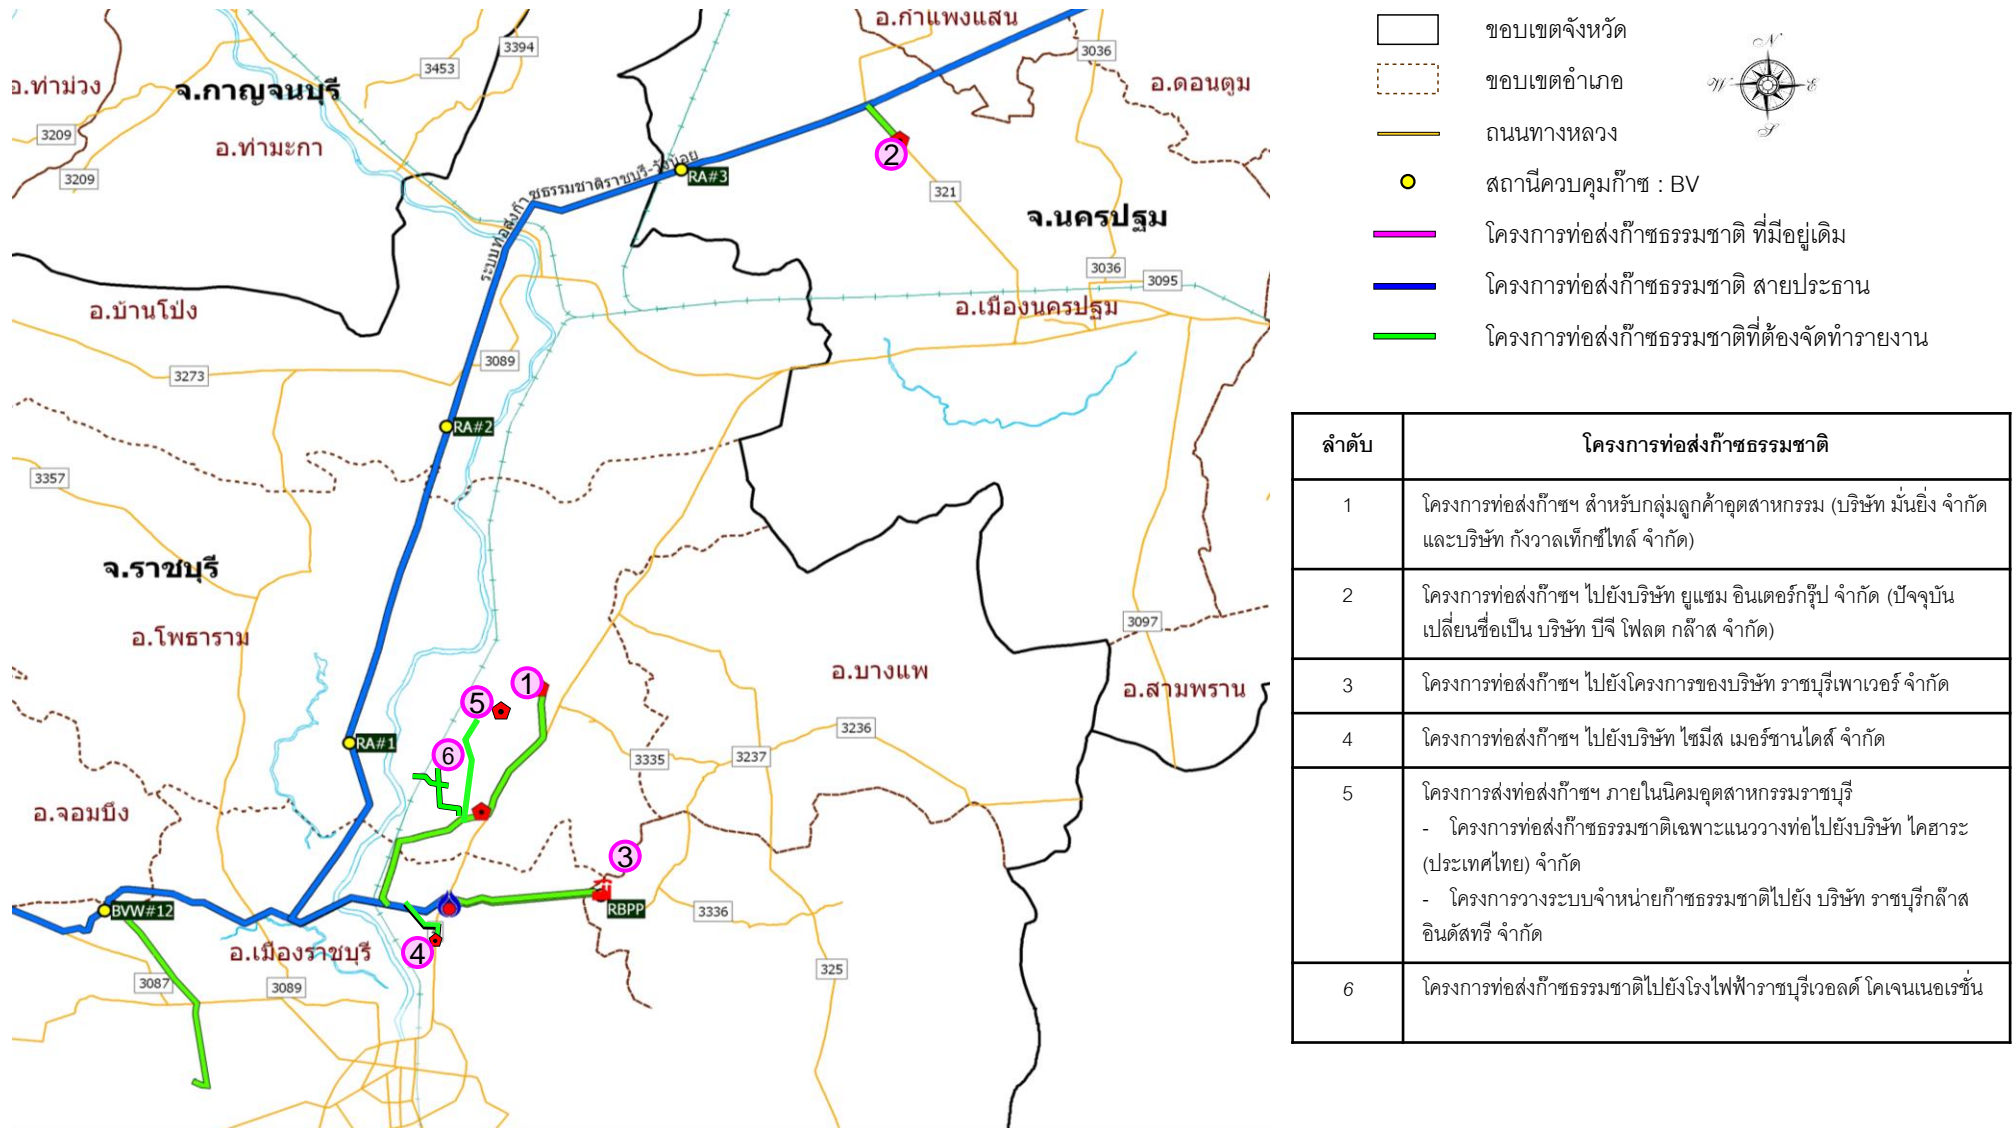 อ.กำแพงแสน
3394
3453
3036
อ.ท่าม่วง
จ.กาญจนบุรี
อ.ดอนตูม
3209
อ.ท่ามะกา
2
3209
RA#3
321
ระบบท่อส่งก๊าซธรรมชาติราชบุรี-วังน้อย
จ.นครปฐม
3036
3095
อ.บ้านโป่ง
อ.เมืองนครปฐม
3089
3273
RA#2
3357
จ.ราชบุรี
3097
อ.โพธาราม
อ.บางแพ
1
5
อ.สามพราน
3236
RA#1
6
3335
3237
อ.จอมบึง
3
BVW#12
RBPP
3336
อ.เมืองราชบุรี
4
3087
3089
325
N
W
E
S
ขอบเขตจังหวัด
ขอบเขตอำเภอ
ถนนทางหลวง
สถานีควบคุมก๊าซ : BV
โครงการท่อส่งก๊าซธรรมชาติ ที่มีอยู่เดิม
โครงการท่อส่งก๊าซธรรมชาติ สายประธาน
โครงการท่อส่งก๊าซธรรมชาติที่ต้องจัดทำรายงาน
ลำดับ โครงการท่อส่งก๊าซธรรมชาติ
1 โครงการท่อส่งก๊าซฯ สำหรับกลุ่มลูกค้าอุตสาหกรรม (บริษัท มั่นยิ่ง จำกัด
และบริษัท กังวาลเท็กซ์ไทล์ จำกัด)
2 โครงการท่อส่งก๊าซฯ ไปยังบริษัท ยูแซม อินเตอร์กรุ๊ป จำกัด (ปัจจุบัน
เปลี่ยนชื่อเป็น บริษัท บีจี โฟลต กล๊าส จำกัด)
3 โครงการท่อส่งก๊าซฯ ไปยังโครงการของบริษัท ราชบุรีเพาเวอร์ จำกัด
4 โครงการท่อส่งก๊าซฯ ไปยังบริษัท ไซมีส เมอร์ชานไดส์ จำกัด
5 โครงการส่งท่อส่งก๊าซฯ ภายในนิคมอุตสาหกรรมราชบุรี
- โครงการท่อส่งก๊าซธรรมชาติเฉพาะแนววางท่อไปยังบริษัท ไคฮาระ
(ประเทศไทย) จำกัด
- โครงการวางระบบจำหน่ายก๊าซธรรมชาติไปยัง บริษัท ราชบุรีกล๊าส
อินดัสทรี จำกัด
6 โครงการท่อส่งก๊าซธรรมชาติไปยังโรงไฟฟ้าราชบุรีเวอลด์ โคเจนเนอเรชั่น